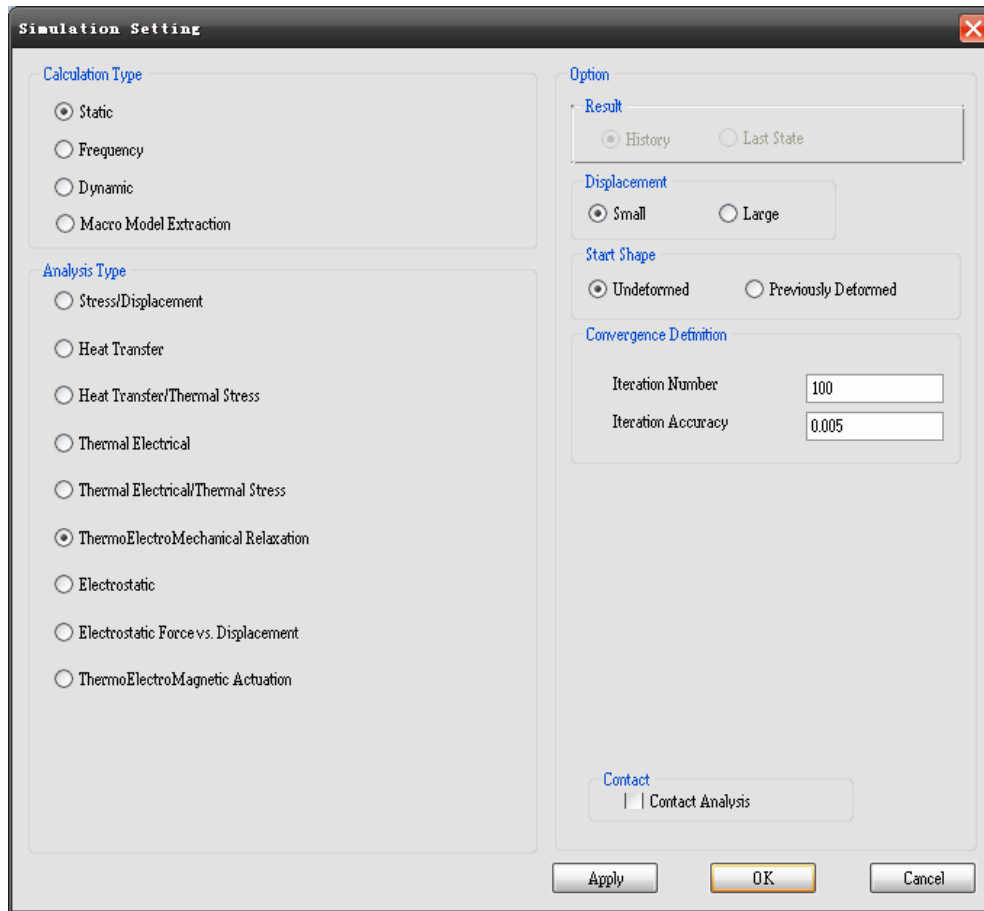 Simulation Setting
Calculation Type
Static
Frequency
Dynamic
Macro Model Extraction
Analysis Type
Stress/Displacement
Heat Transfer
Heat Transfer/Thermal Stress
Thermal Electrical
Thermal Electrical/Thermal Stress
ThermoElectroMechanical Relaxation
Electrostatic
Electrostatic Force vs. Displacement
ThermoElectroMagnetic Actuation
Option
Result
History Last State
Displacement
Small Large
Start Shape
Undeformed Previously Deformed
Convergence Definition
Iteration Number 100
Iteration Accuracy 0.005
Contact
Contact Analysis
Apply OK Cancel